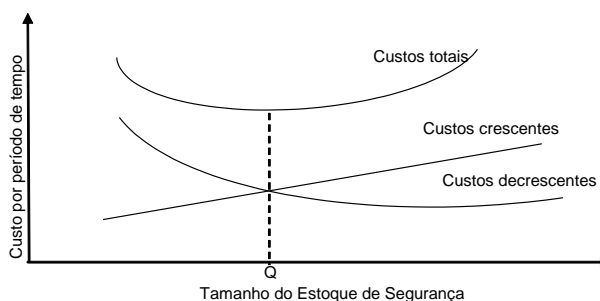 Custo por período de tempo
Custos totais
Custos crescentes
Custos decrescentes
Q
Tamanho do Estoque de Segurança